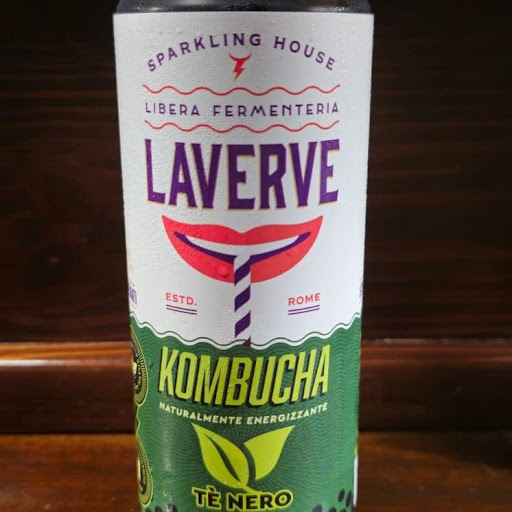 SPARKLING HOUSE
LIBERA FERMENTERIA
LAVERVE
ESTD. ROME
KOMBUCHA
NATURALMENTE ENERGIZZANTE
TÈ NERO